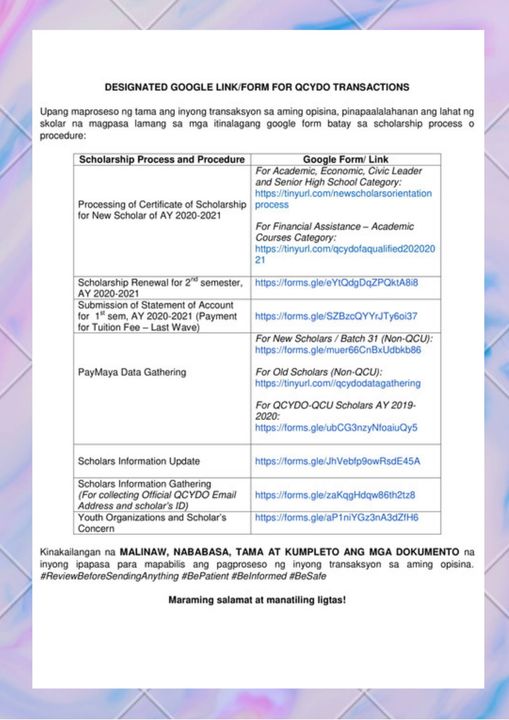 DESIGNATED GOOGLE LINK/FORM FOR QCYDO TRANSACTIONS
Upang maproseso ng tama ang inyong transaksyon sa aming opisina, pinapaalalahanan ang lahat ng
skolar na magpasa lamang sa mga itinalagang google form batay sa scholarship process o
procedure:
Scholarship Process and Procedure
Google Form/ Link
Processing of Certificate of Scholarship
for New Scholar of AY 2020-2021
For Academic, Economic, Civic Leader
and Senior High School Category:
https://tinyurl.com/newscholarsorientation
process
For Financial Assistance – Academic
Courses Category:
https://tinyurl.com/qcydofaqualified202020
21
Scholarship Renewal for 2nd semester,
AY 2020-2021
https://forms.gle/eYtQdgDqZPQktA8i8
Submission of Statement of Account
for 1st sem, AY 2020-2021 (Payment
for Tuition Fee – Last Wave)
https://forms.gle/SZBzcQYYrJTy6oi37
PayMaya Data Gathering
For New Scholars / Batch 31 (Non-QCU):
https://forms.gle/muer66CnBxUdbkb86
For Old Scholars (Non-QCU):
https://tinyurl.com//qcydodatagathering
For QCYDO-QCU Scholars AY 2019-
2020:
https://forms.gle/ubCG3nzyNfoaiuQy5
Scholars Information Update
https://forms.gle/JhVebfp9owRsdE45A
Scholars Information Gathering
(For collecting Official QCYDO Email
Address and scholar's ID)
https://forms.gle/zaKqgHdqw86th2tz8
Youth Organizations and Scholar's
Concern
https://forms.gle/aP1niYGz3nA3dZfH6
Kinakailangan na MALINAW, NABABASA, TAMA AT KUMPLETO ANG MGA DOKUMENTO na
inyong ipapasa para mapabilis ang pagproseso ng inyong transaksyon sa aming opisina.
#ReviewBeforeSendingAnything #BePatient #BeInformed #BeSafe
Maraming salamat at manatiling ligtas!